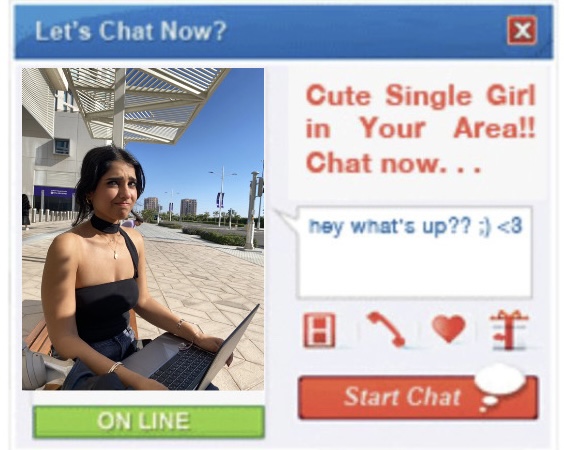 Let's Chat Now?
Cute Single Girl
in Your Area!!
Chat now. . .
hey what's up?? ;) <3
Start Chat
ON LINE